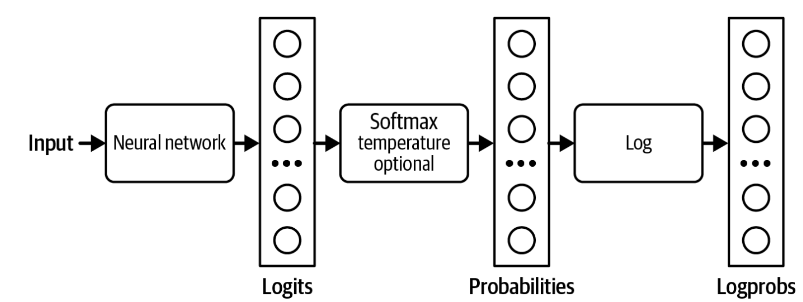 Input
Neural network
Softmax
temperature
optional
Log
Logits
Probabilities
Logprobs